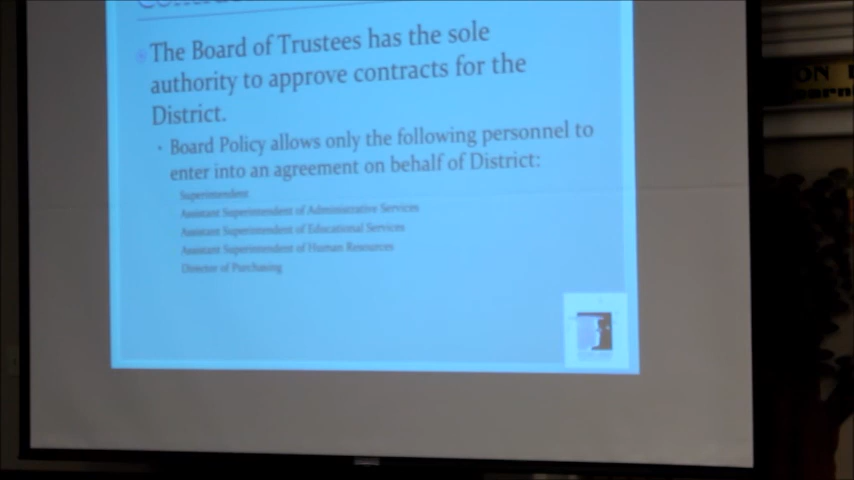 The Board of Trustees has the sole
authority to approve contracts for the
District.
Board Policy allows only the following personnel to
enter into an agreement on behalf of District:
Superintendent
Assistant Superintendent of Administrative Services
Assistant Superintendent of Educational Services
Assistant Superintendent of Human Resources
Director of Purchasing
ON